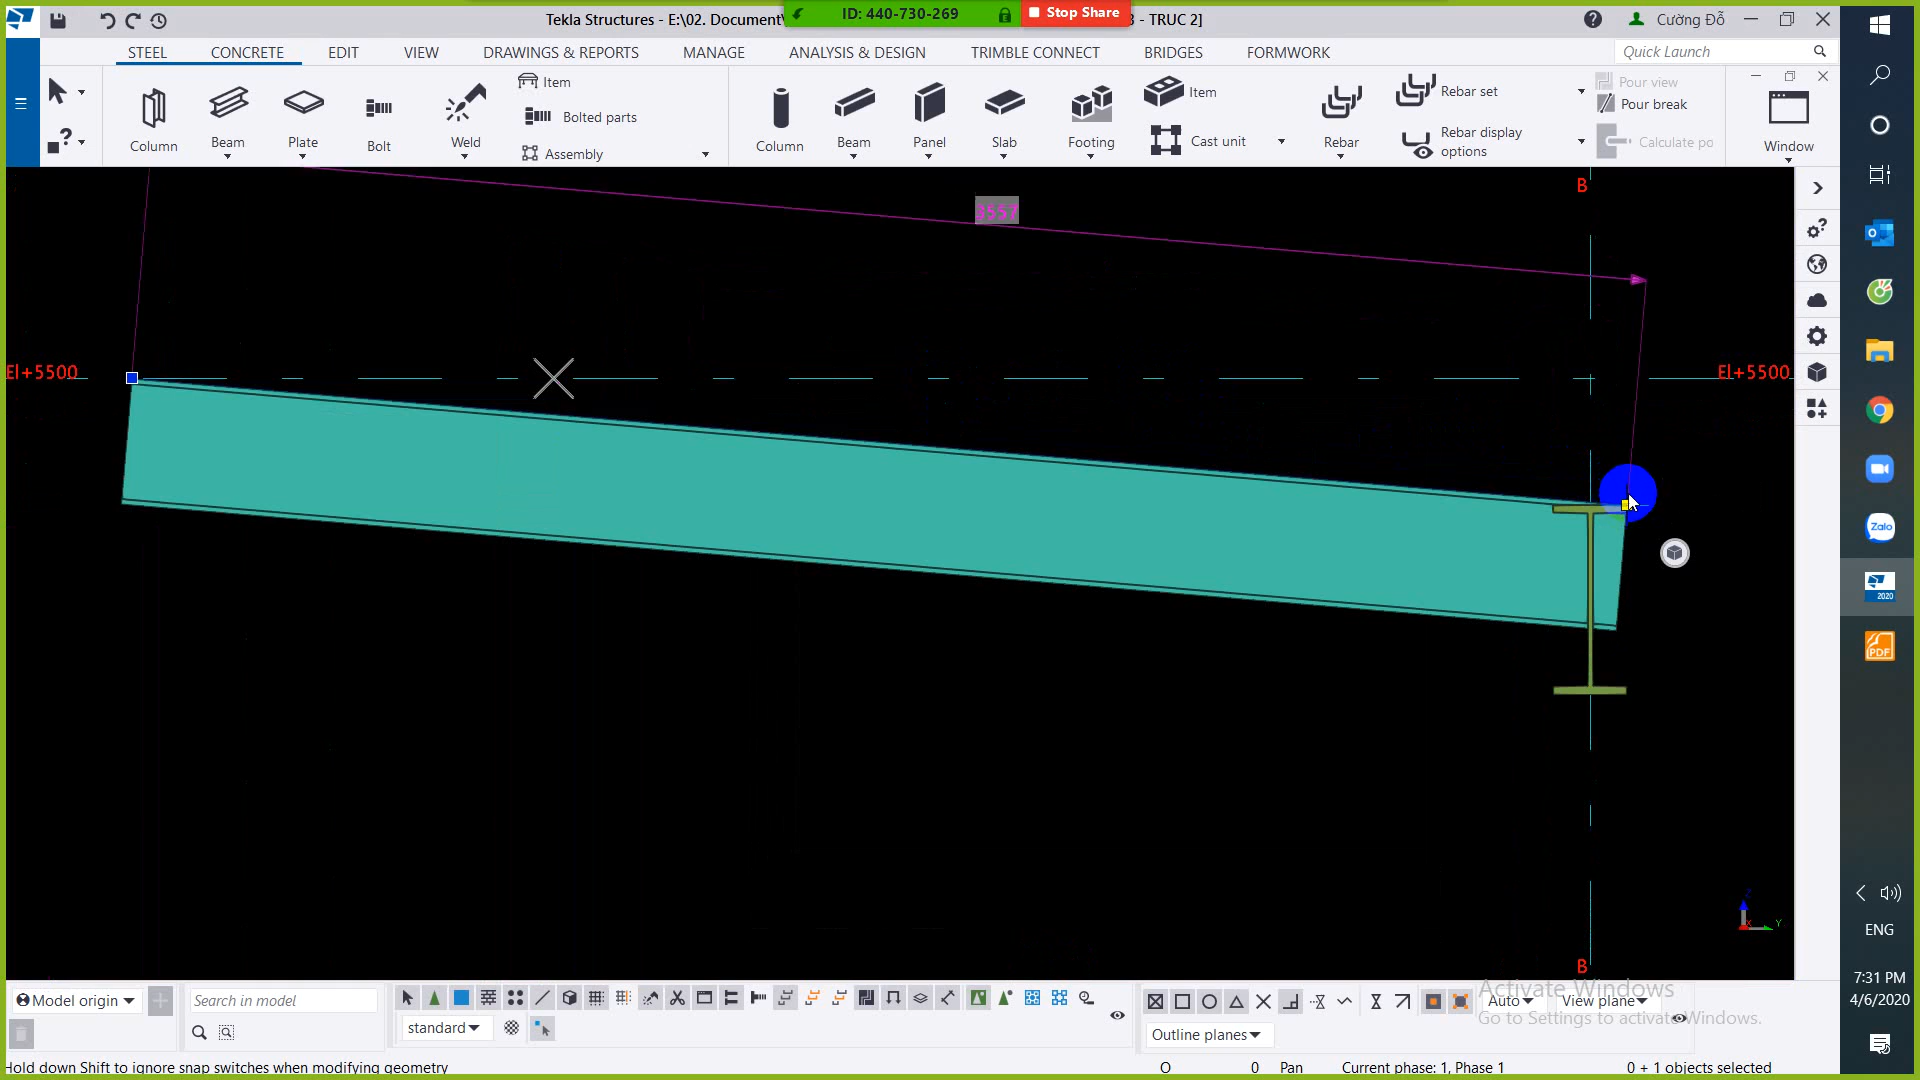 Tekla Structures - E:\02. Document\
ID: 440-730-269
Stop Share
3 - TRUC 2]
Cường Đỗ
STEEL
CONCRETE
EDIT
VIEW
DRAWINGS & REPORTS
MANAGE
ANALYSIS & DESIGN
TRIMBLE CONNECT
BRIDGES
FORMWORK
Quick Launch
Column
Beam
Plate
Bolt
Weld
Item
Bolted parts
Assembly
Column
Beam
Panel
Slab
Footing
Item
Cast unit
Rebar
Rebar set
Rebar display
options
Pour view
Pour break
Calculate po
Window
B
3557
El+5500
El+5500
B
Z
Y
Zalo
2020
PDF
ENG
7:31 PM
4/6/2020
Model origin
Search in model
standard
Auto
View plane
Outline planes
Activate Windows
Go to Settings to activate Windows.
Hold down Shift to ignore snap switches when modifying geometry
O
0
Pan
Current phase: 1, Phase 1
0 + 1 objects selected